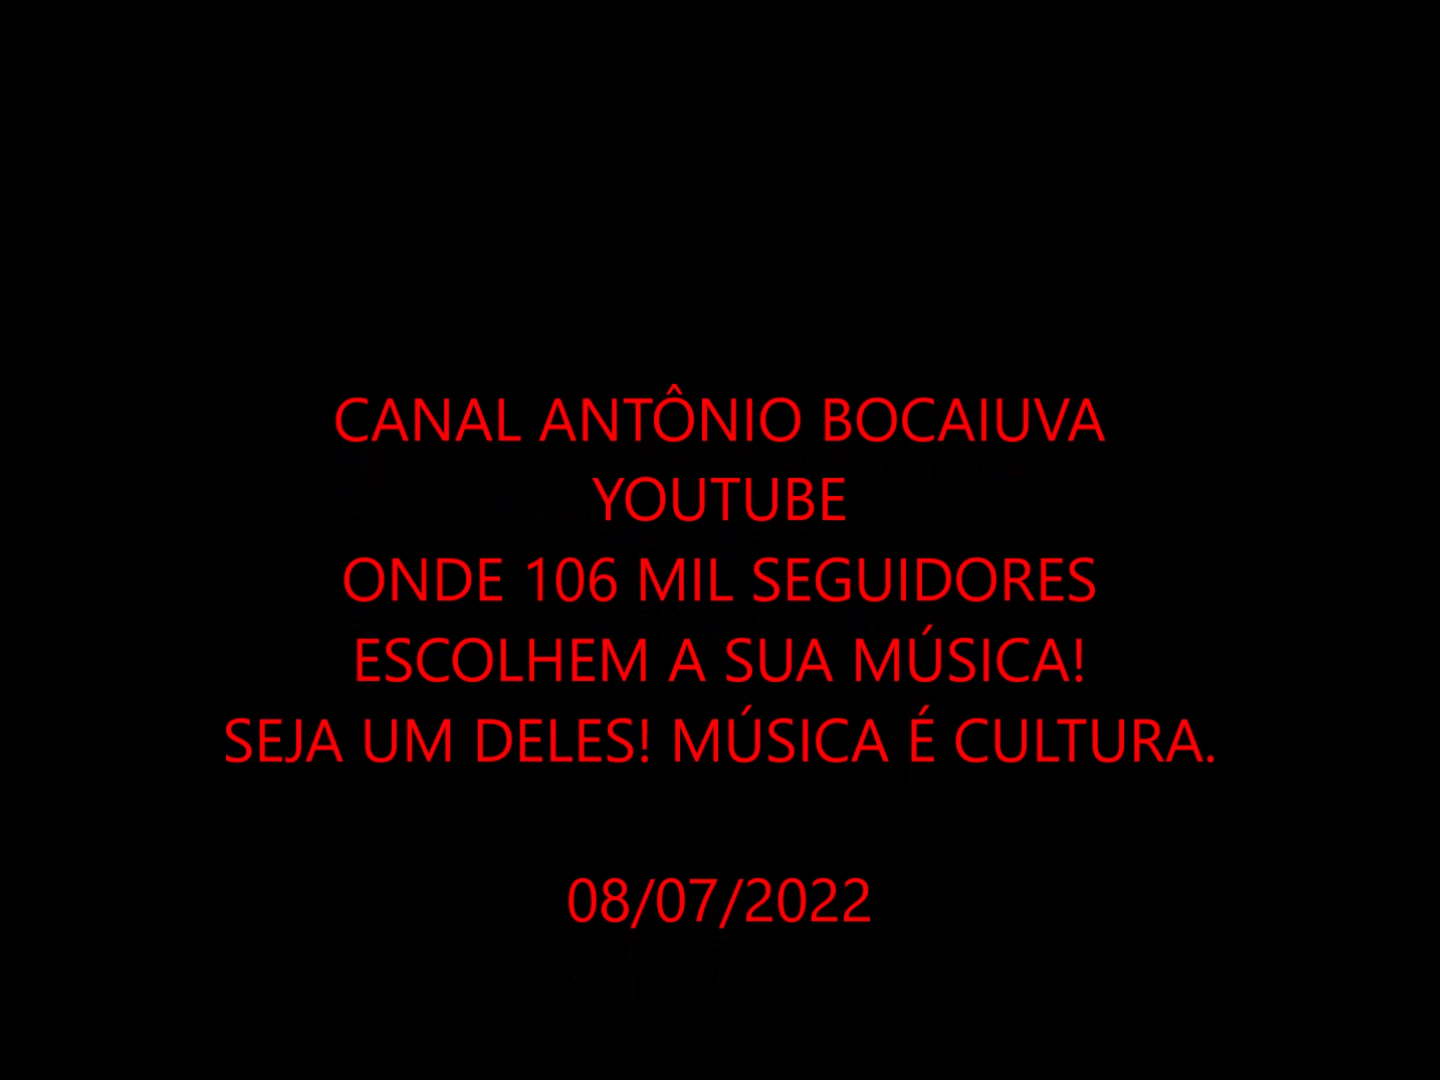 CANAL ANTÔNIO BOCAIUVA
YOUTUBE
ONDE 106 MIL SEGUIDORES
ESCOLHEM A SUA MÚSICA!
SEJA UM DELES! MÚSICA É CULTURA.
08/07/2022